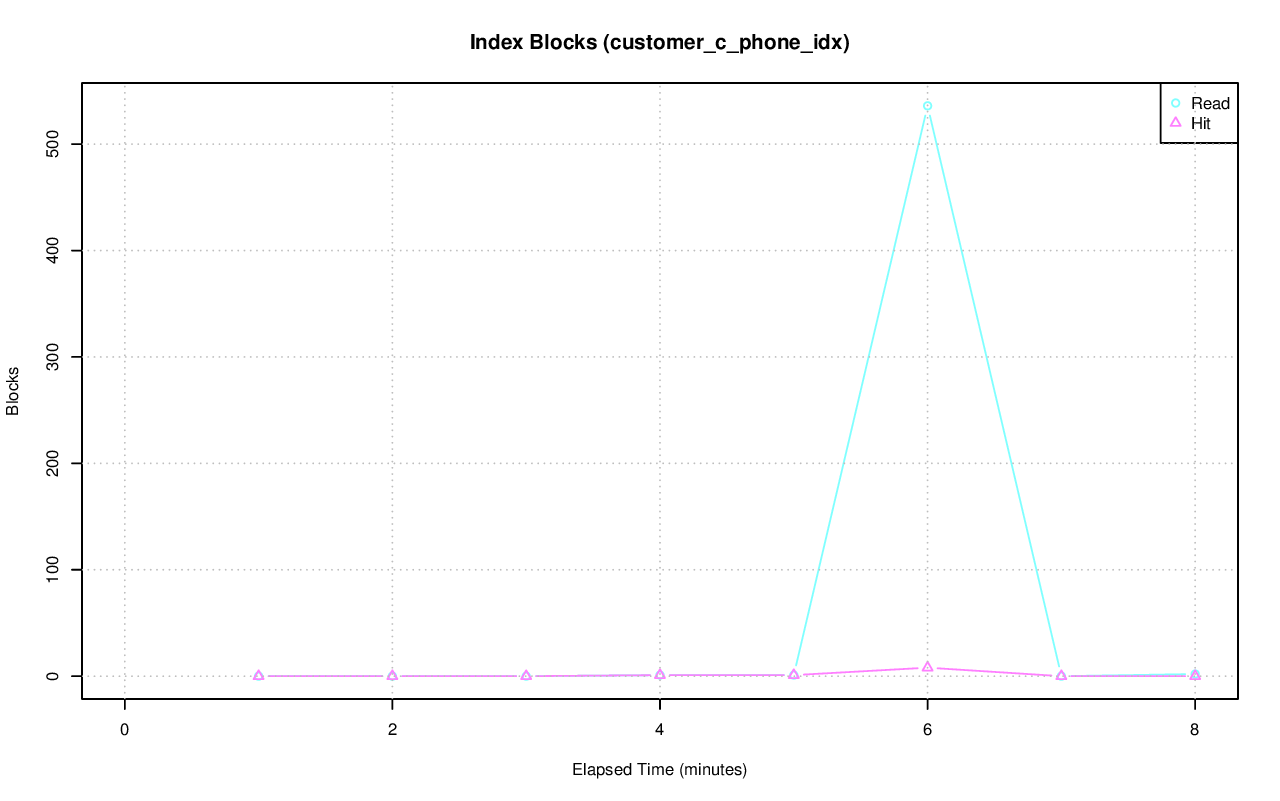 Index Blocks (customer_c_phone_idx)
Read
Hit
500
400
300
200
100
0
Blocks
0 2 4 6 8
Elapsed Time (minutes)